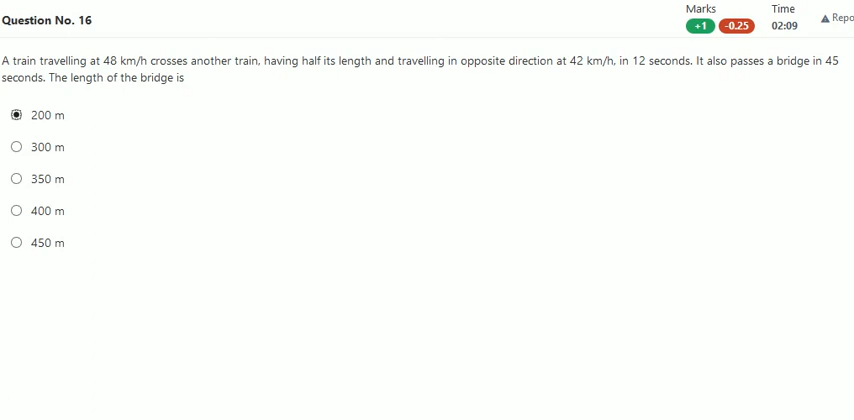 Question No. 16
Marks
Time
+1
-0.25
02:09
Repo
A train travelling at 48 km/h crosses another train, having half its length and travelling in opposite direction at 42 km/h, in 12 seconds. It also passes a bridge in 45
seconds. The length of the bridge is
200 m
300 m
350 m
400 m
450 m